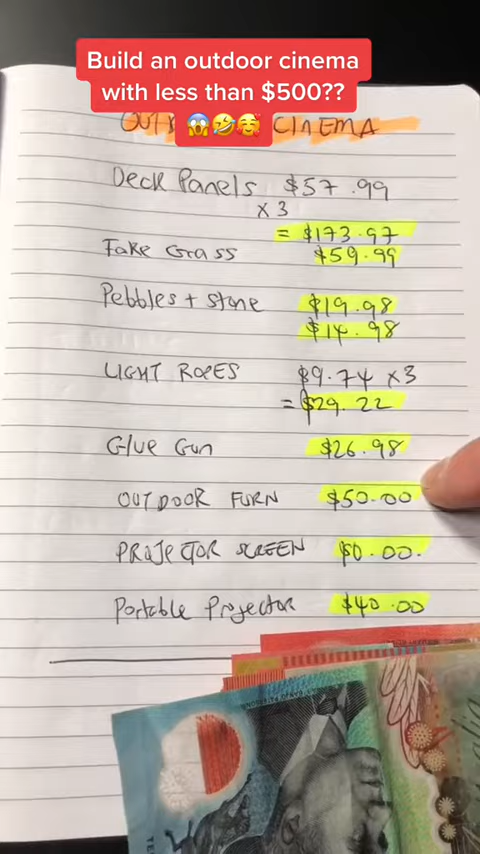 Build an outdoor cinema
with less than $500??
😱🤣🥰
CINEMA
Deck Panels $57.99
x 3
= $173.97
Fake Grass $59.99
Pebbles + Stone $19.98
$14.98
LIGHT ROPES $9.74 x3
= $29.22
Glue Gun $26.98
OUTDOOR FURN $50.00
PROJECTOR SCREEN $0.00.
Portable Projector $40.00